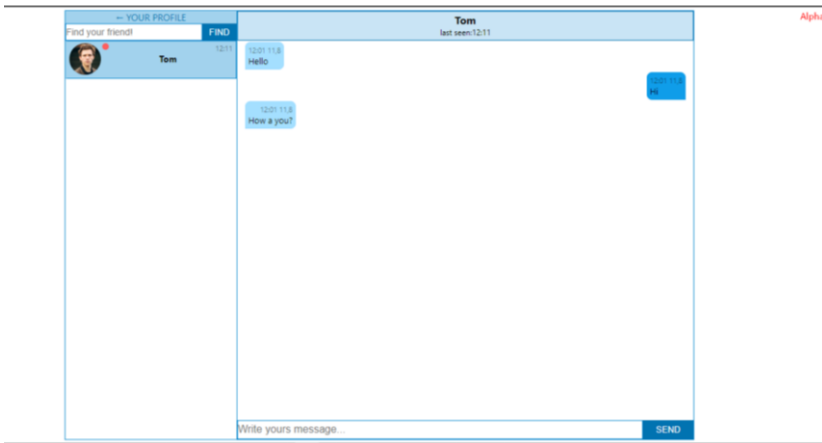 ← YOUR PROFILE
Find your friend!
FIND
Tom
12:11
Tom
last seen:12:11
Alpha
12:01 11,8
Hello
12:01 11,8
Hi
12:01 11,8
How a you?
Write yours message...
SEND